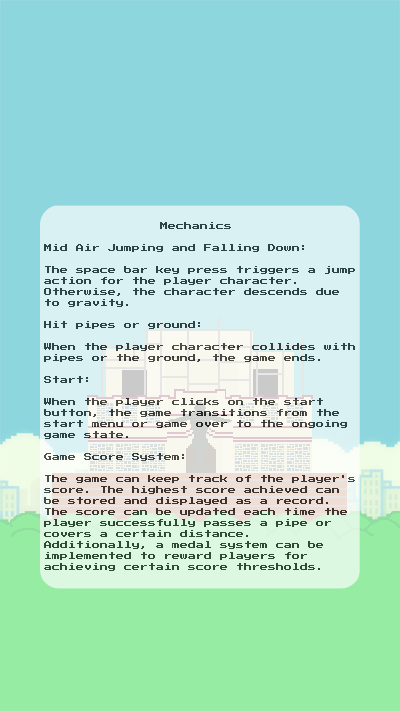 Mechanics
Mid Air Jumping and Falling Down:
The space bar key press triggers a jump
action for the player character.
Otherwise, the character descends due
to gravity.
Hit pipes or ground:
When the player character collides with
pipes or the ground, the game ends.
Start:
When the player clicks on the start
button, the game transitions from the
start menu or game over to the ongoing
game state.
Game Score System:
The game can keep track of the player's
score. The highest score achieved can
be stored and displayed as a record.
The score can be updated each time the
player successfully passes a pipe or
covers a certain distance.
Additionally, a medal system can be
implemented to reward players for
achieving certain score thresholds.